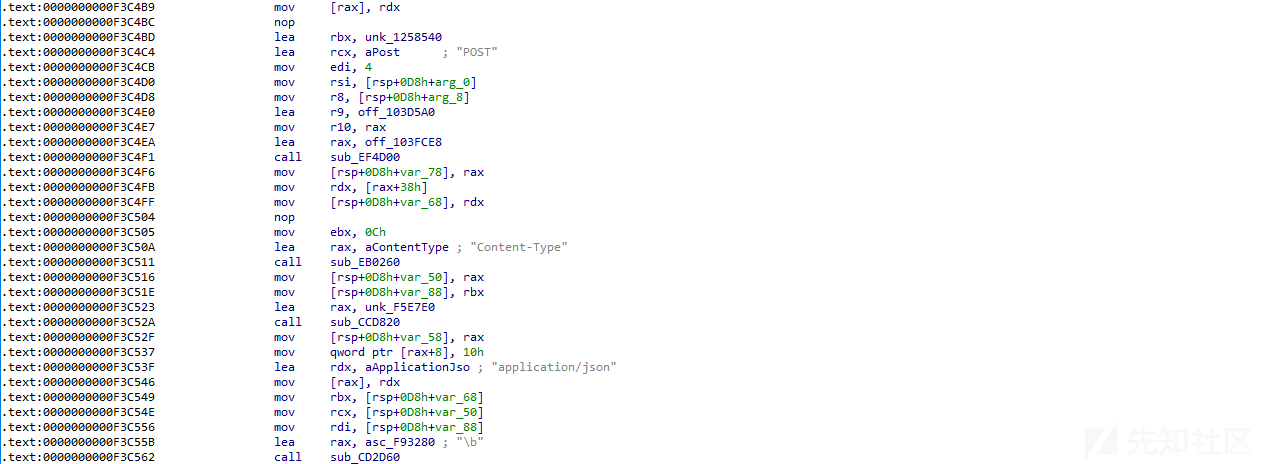 .text:0000000000F3C4B9 mov [rax], rdx
.text:0000000000F3C4BC nop
.text:0000000000F3C4BD lea rbx, unk_1258540
.text:0000000000F3C4C4 lea rcx, aPost ; "POST"
.text:0000000000F3C4CB mov edi, 4
.text:0000000000F3C4D0 mov rsi, [rsp+0D8h+arg_0]
.text:0000000000F3C4D8 mov r8, [rsp+0D8h+arg_8]
.text:0000000000F3C4E0 lea r9, off_103D5A0
.text:0000000000F3C4E7 mov r10, rax
.text:0000000000F3C4EA lea rax, off_103FCE8
.text:0000000000F3C4F1 call sub_EF4D00
.text:0000000000F3C4F6 mov [rsp+0D8h+var_78], rax
.text:0000000000F3C4FB mov rdx, [rax+38h]
.text:0000000000F3C4FF mov [rsp+0D8h+var_68], rdx
.text:0000000000F3C504 nop
.text:0000000000F3C505 mov ebx, 0Ch
.text:0000000000F3C50A lea rax, aContentType ; "Content-Type"
.text:0000000000F3C511 call sub_EB0260
.text:0000000000F3C516 mov [rsp+0D8h+var_50], rax
.text:0000000000F3C51E mov [rsp+0D8h+var_88], rbx
.text:0000000000F3C523 lea rax, unk_F5E7E0
.text:0000000000F3C52A call sub_CCD820
.text:0000000000F3C52F mov [rsp+0D8h+var_58], rax
.text:0000000000F3C537 mov qword ptr [rax+8], 10h
.text:0000000000F3C53F lea rdx, aApplicationJso ; "application/json"
.text:0000000000F3C546 mov [rax], rdx
.text:0000000000F3C549 mov rbx, [rsp+0D8h+var_68]
.text:0000000000F3C54E mov rcx, [rsp+0D8h+var_50]
.text:0000000000F3C556 mov rdi, [rsp+0D8h+var_88]
.text:0000000000F3C55B lea rax, asc_F93280 ; "\b"
.text:0000000000F3C562 call sub_CD2D60
先知社区